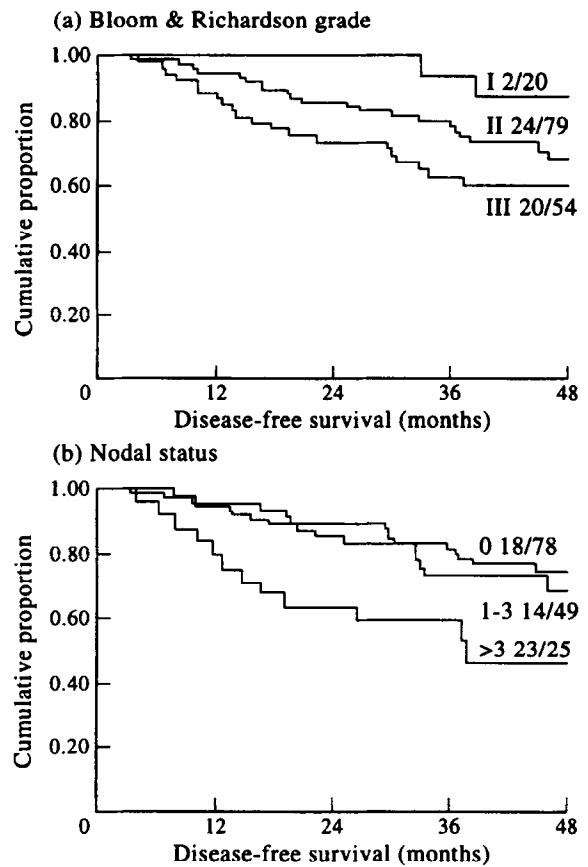 (a) Bloom & Richardson grade
1.00
0.80
0.60
0.40
0.20
0
12
24
36
48
I 2/20
II 24/79
III 20/54
Cumulative proportion
Disease-free survival (months)
(b) Nodal status
1.00
0.80
0.60
0.40
0.20
0
12
24
36
48
0 18/78
1-3 14/49
>3 23/25
Cumulative proportion
Disease-free survival (months)